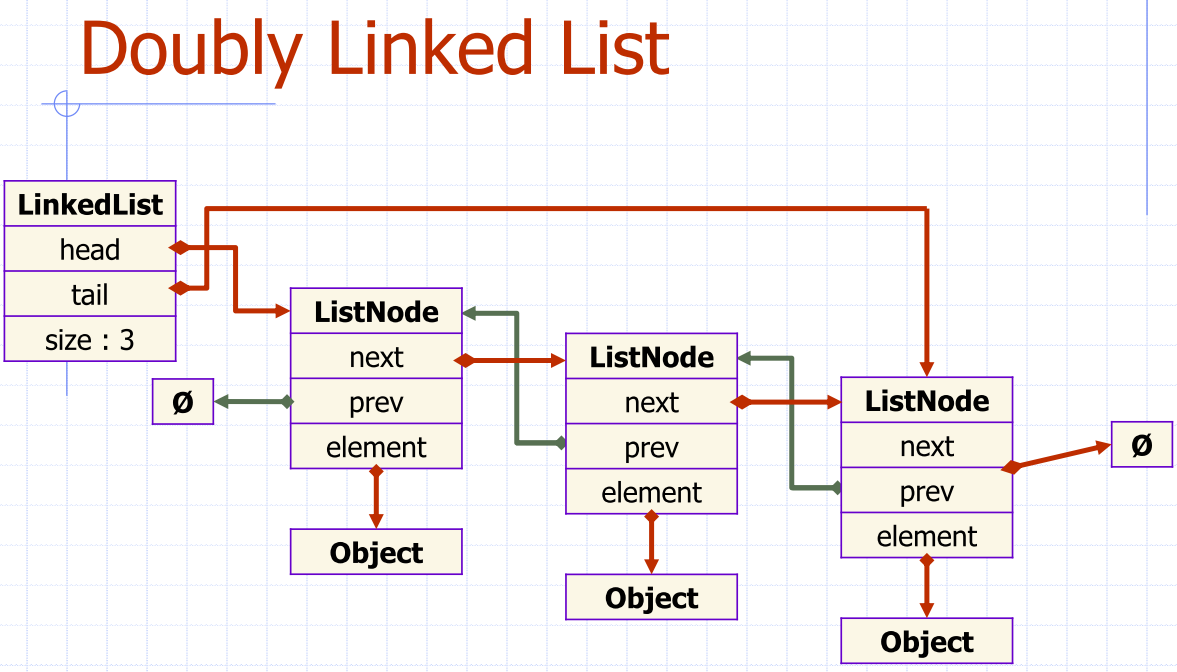 Doubly Linked List
LinkedList
head
tail
size : 3
ListNode
next
prev
element
Ø
Object
ListNode
next
prev
element
Object
ListNode
next
prev
element
Ø
Object